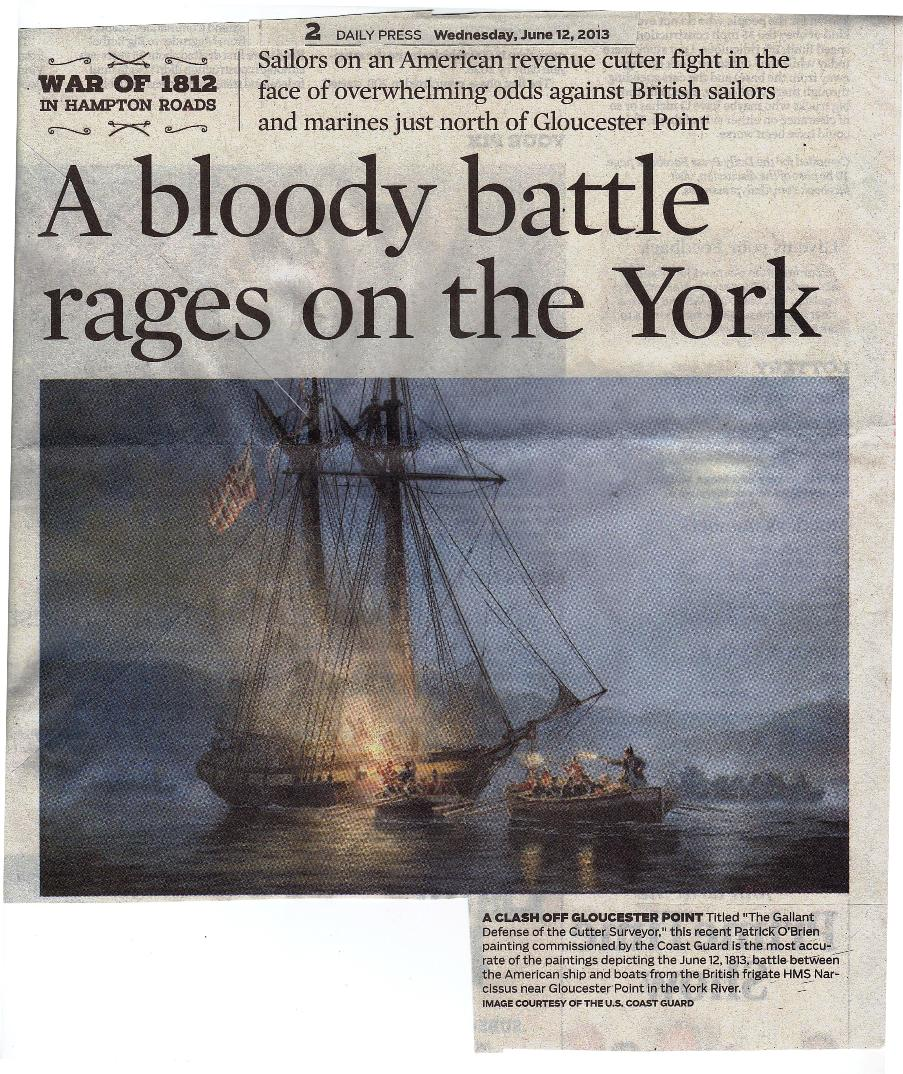 2 DAILY PRESS Wednesday, June 12, 2013
WAR OF 1812
IN HAMPTON ROADS
Sailors on an American revenue cutter fight in the
face of overwhelming odds against British sailors
and marines just north of Gloucester Point
A bloody battle
rages on the York
A CLASH OFF GLOUCESTER POINT Titled "The Gallant
Defense of the Cutter Surveyor," this recent Patrick O'Brien
painting commissioned by the Coast Guard is the most accu-
rate of the paintings depicting the June 12, 1813, battle between
the American ship and boats from the British frigate HMS Nar-
cissus near Gloucester Point in the York River.
IMAGE COURTESY OF THE U.S. COAST GUARD